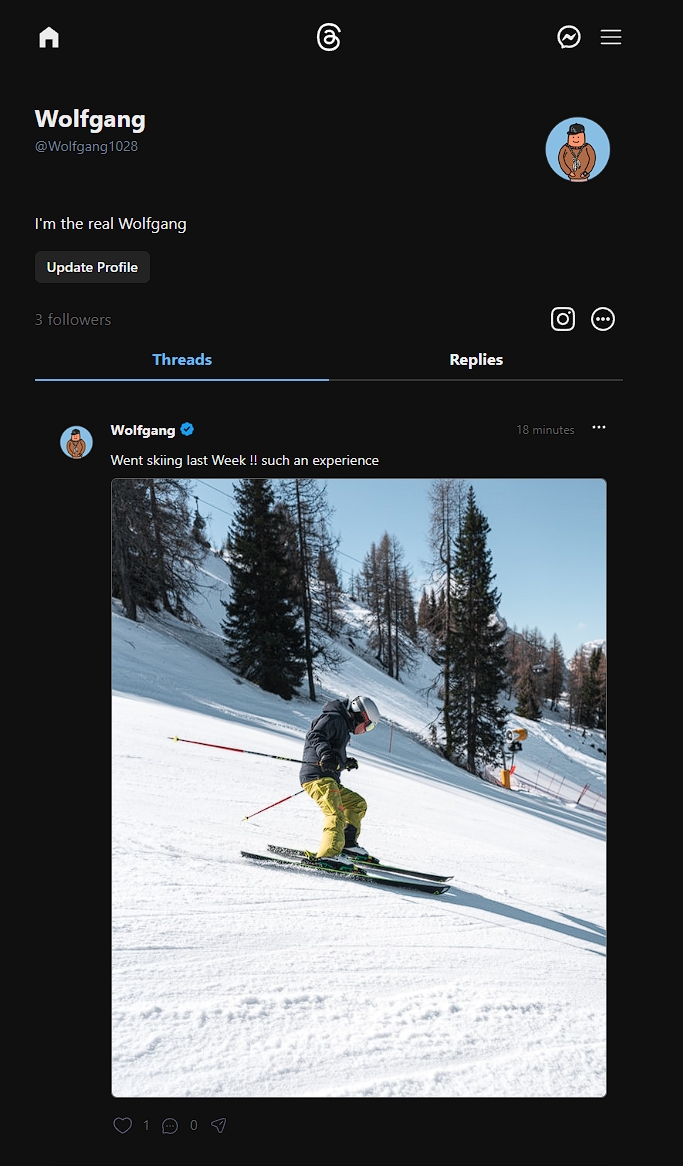 Wolfgang
@Wolfgang1028
I'm the real Wolfgang
Update Profile
3 followers
Threads Replies
Wolfgang 18 minutes
Went skiing last Week !! such an experience
1 0